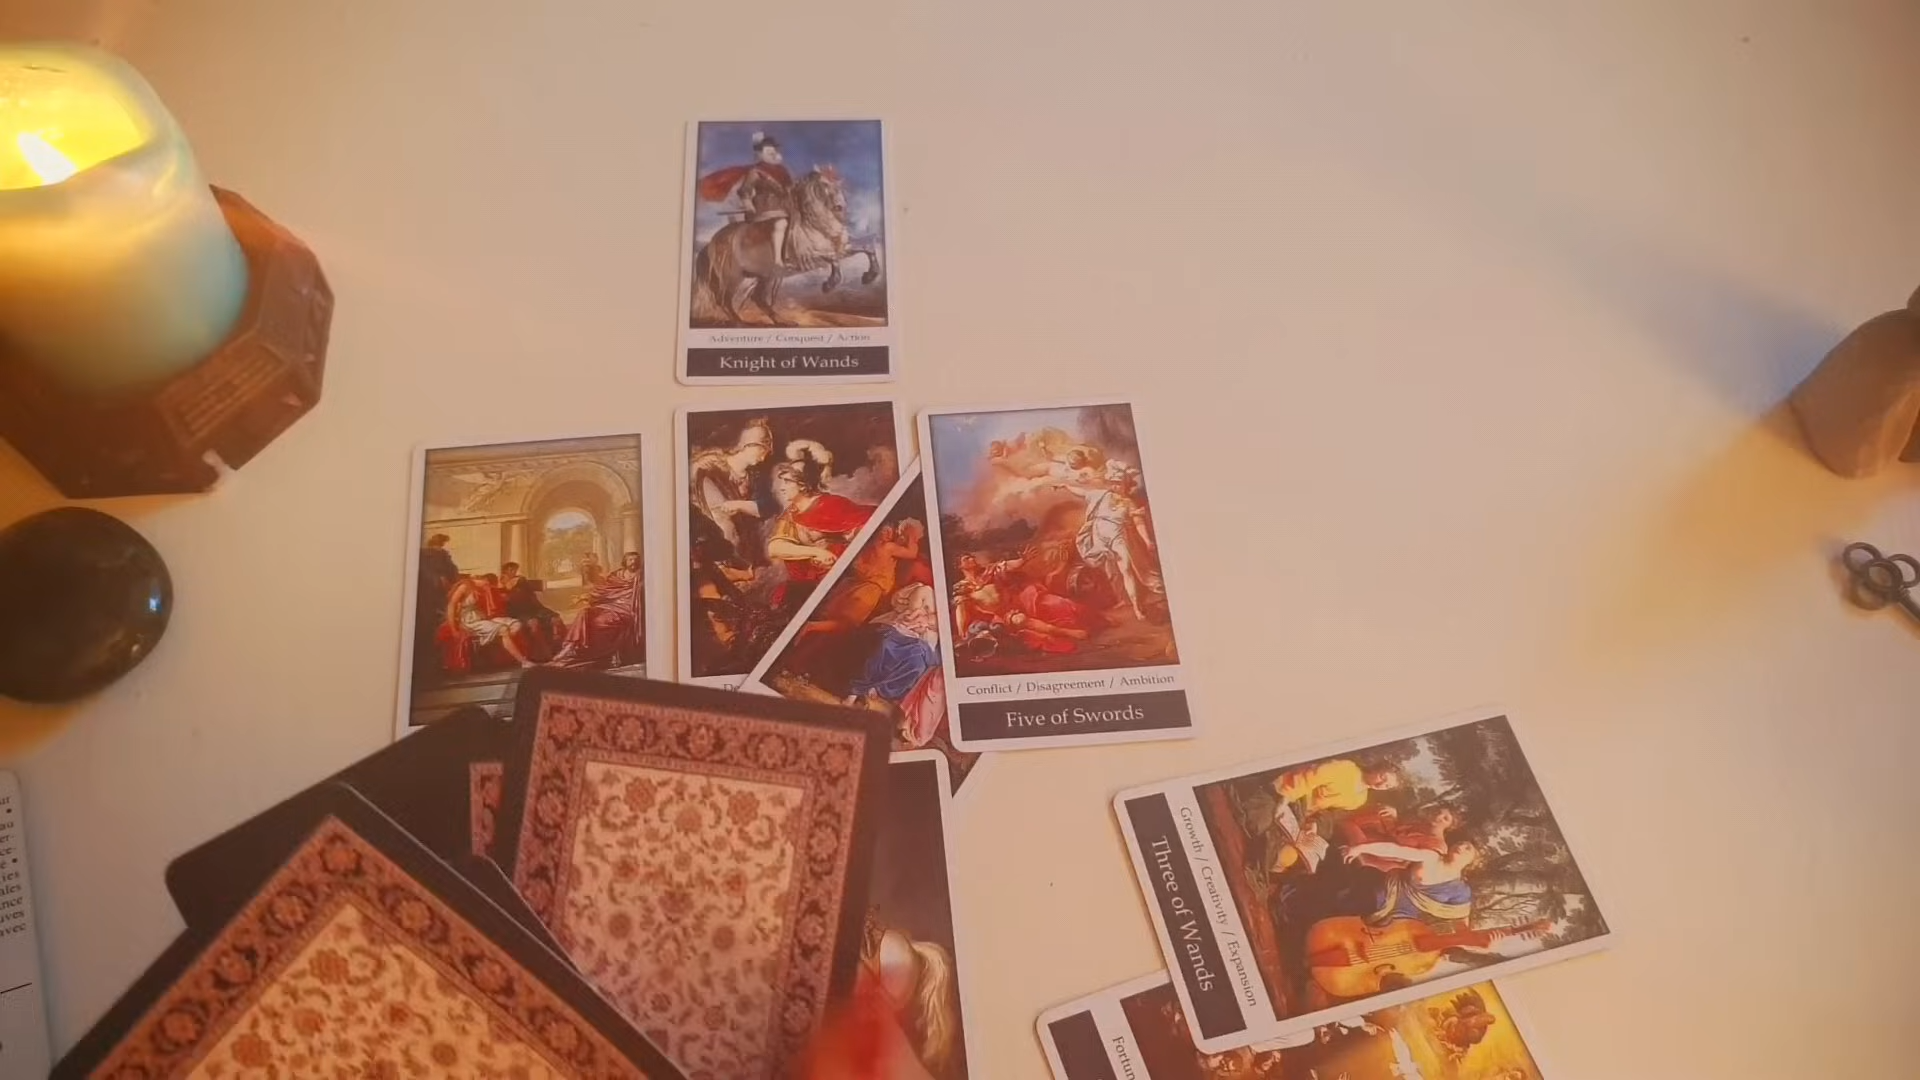 Adventure / Conquest / Action
Knight of Wands
Conflict / Disagreement / Ambition
Five of Swords
Growth / Creativity / Expansion
Three of Wands